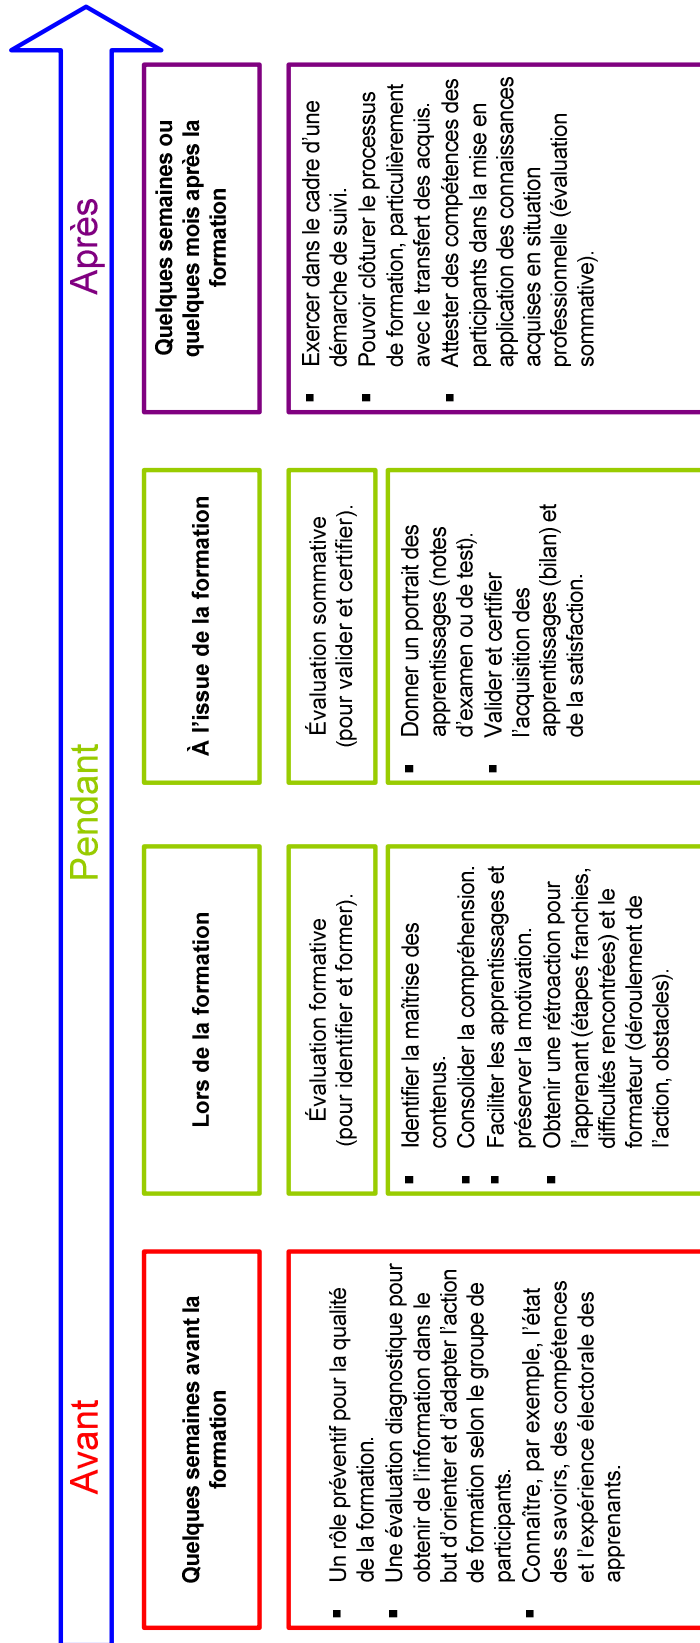 Avant
Pendant
Après
Quelques semaines avant la
formation
▪ Un rôle préventif pour la qualité
de la formation.
▪ Une évaluation diagnostique pour
obtenir de l’information dans le
but d’orienter et d’adapter l’action
de formation selon le groupe de
participants.
▪ Connaître, par exemple, l’état
des savoirs, des compétences
et l’expérience électorale des
apprenants.
Lors de la formation
Évaluation formative
(pour identifier et former).
▪ Identifier la maîtrise des
contenus.
▪ Consolider la compréhension.
▪ Faciliter les apprentissages et
préserver la motivation.
▪ Obtenir une rétroaction pour
l’apprenant (étapes franchies,
difficultés rencontrées) et le
formateur (déroulement de
l’action, obstacles).
À l’issue de la formation
Évaluation sommative
(pour valider et certifier).
▪ Donner un portrait des
apprentissages (notes
d’examen ou de test).
▪ Valider et certifier
l’acquisition des
apprentissages (bilan) et
de la satisfaction.
Quelques semaines ou
quelques mois après la
formation
▪ Exercer dans le cadre d’une
démarche de suivi.
▪ Pouvoir clôturer le processus
de formation, particulièrement
avec le transfert des acquis.
▪ Attester des compétences des
participants dans la mise en
application des connaissances
acquises en situation
professionnelle (évaluation
sommative).